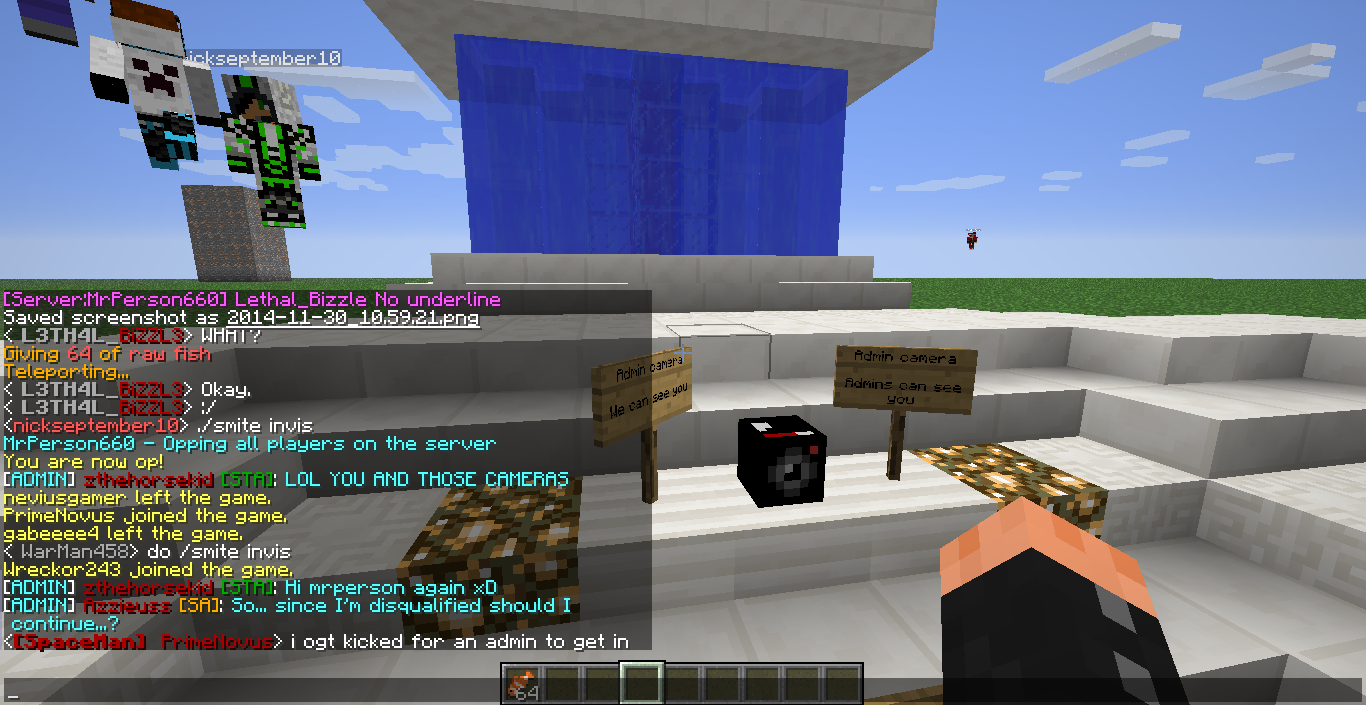 nickseptember10
[Server:MrPerson660] Lethal_Bizzle No underline
Saved screenshot as 2014-11-30_10.59.21.png
< L3TH4L_BiZZL3> WHAT?
Giving 64 of raw fish
Teleporting...
< L3TH4L_BiZZL3> Okay.
< L3TH4L_BiZZL3> :/
<nickseptember10> ./smite invis
MrPerson660 - Opping all players on the server
You are now op!
[ADMIN] zthehorsekid [STA]: LOL YOU AND THOSE CAMERAS
neviusgamer left the game.
PrimeNovus joined the game.
gabeeee4 left the game.
< WarMan458> do /smite invis
Wreckor243 joined the game.
[ADMIN] zthehorsekid [STA]: Hi mrperson again xD
[ADMIN] Azzieuss [SA]: So... since I'm disqualified should I
continue...?
<[SpaceMan] PrimeNovus> i ogt kicked for an admin to get in
Admin camera
We can see you
Admin camera
Admins can see
you
64
_